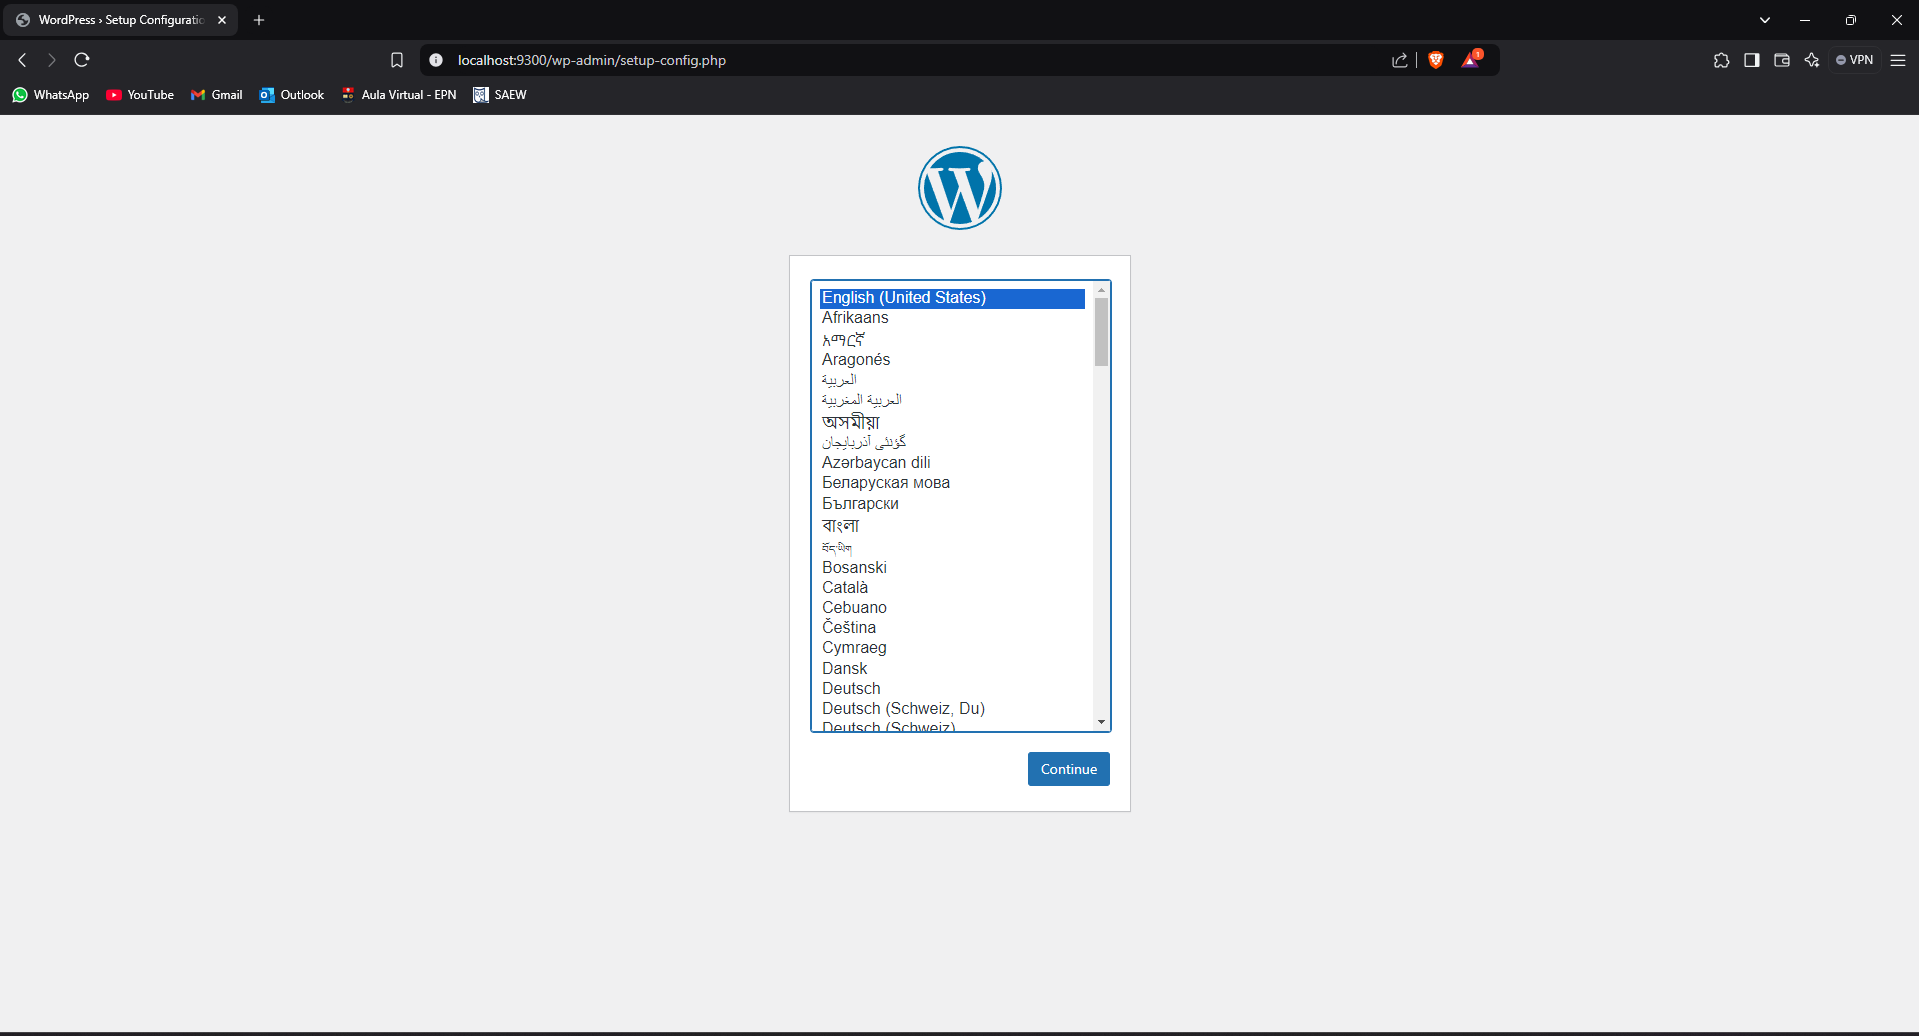 WordPress › Setup Configuratio
localhost:9300/wp-admin/setup-config.php
1
VPN
WhatsApp
YouTube
Gmail
Outlook
Aula Virtual - EPN
SAEW
English (United States)
Afrikaans
አማርኛ
Aragonés
العربية
العربية المغربية
অসমীয়া
گؤنئی آذربایجان
Azərbaycan dili
Беларуская мова
Български
বাংলা
བོད་ཡིག
Bosanski
Català
Cebuano
Čeština
Cymraeg
Dansk
Deutsch
Deutsch (Schweiz, Du)
Deutsch (Schweiz)
Continue